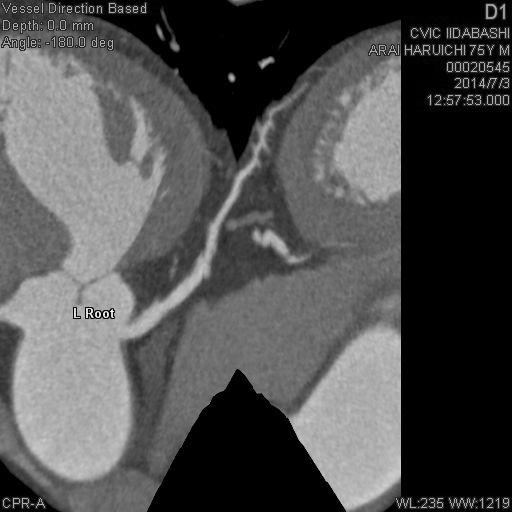 Vessel Direction Based
Depth: 0.0 mm
Angle: -180.0 deg
D1
CVIC IIDABASHI
ARAI HARUICHI 75Y M
00020545
2014/7/3
12:57:53.000
L Root
CPR-A
WL:235 WW:1219